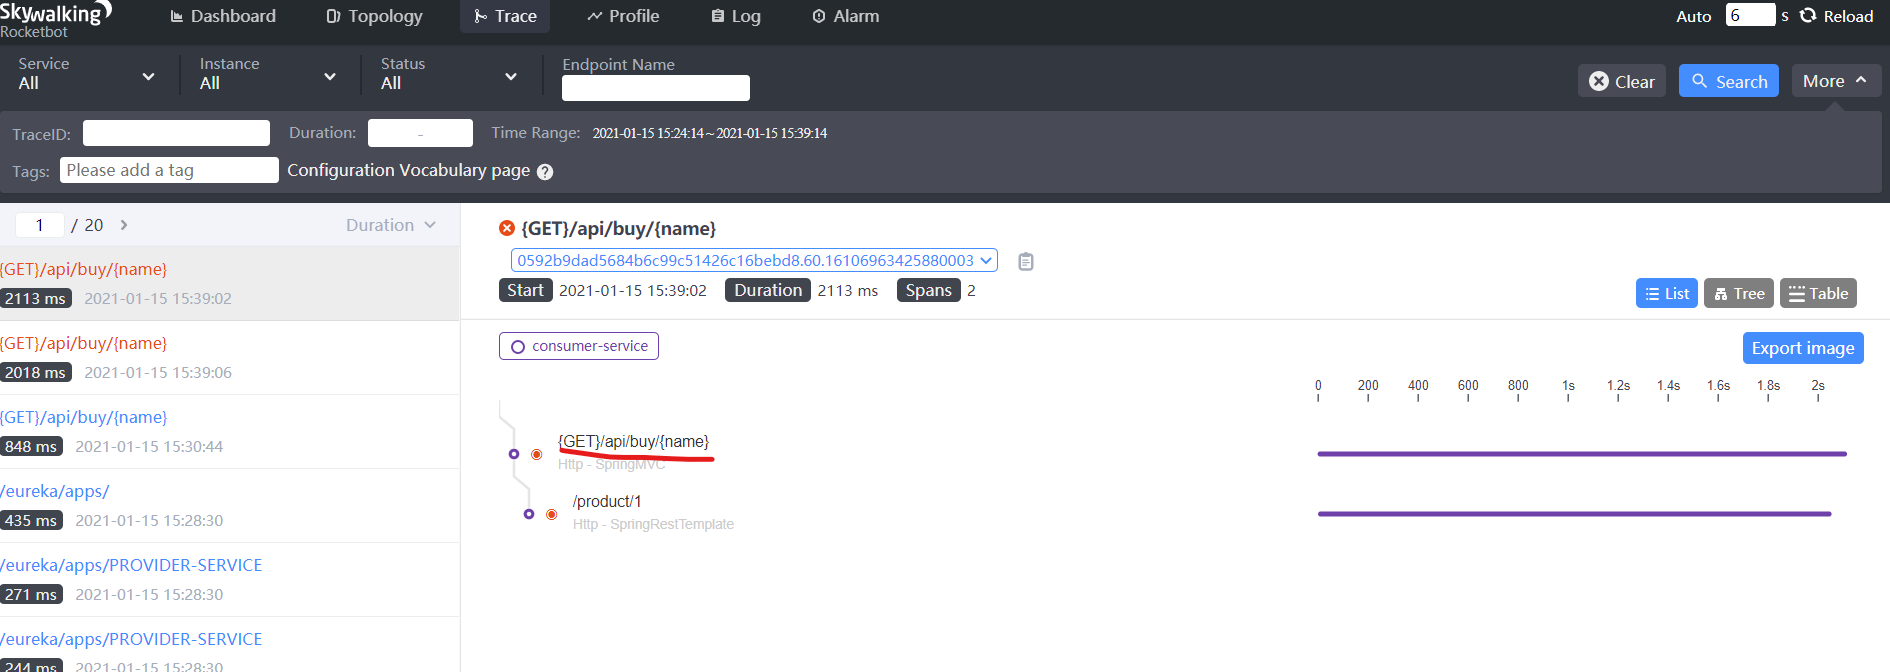 Skywalking
Rocketbot
Dashboard Topology Trace Profile Log Alarm
Auto 6 s Reload
Service Instance Status Endpoint Name
All All All
Clear Search More
TraceID: Duration: - Time Range: 2021-01-15 15:24:14~2021-01-15 15:39:14
Tags: Please add a tag Configuration Vocabulary page ?
1 / 20 Duration
{GET}/api/buy/{name}
2113 ms 2021-01-15 15:39:02
{GET}/api/buy/{name}
2018 ms 2021-01-15 15:39:06
{GET}/api/buy/{name}
848 ms 2021-01-15 15:30:44
/eureka/apps/
435 ms 2021-01-15 15:28:30
/eureka/apps/PROVIDER-SERVICE
271 ms 2021-01-15 15:28:30
/eureka/apps/PROVIDER-SERVICE
244 ms 2021-01-15 15:28:30
{GET}/api/buy/{name}
0592b9dad5684b6c99c51426c16bebd8.60.16106963425880003
Start 2021-01-15 15:39:02 Duration 2113 ms Spans 2
List Tree Table
consumer-service
Export image
0 200 400 600 800 1s 1.2s 1.4s 1.6s 1.8s 2s
{GET}/api/buy/{name}
Http - SpringMVC
/product/1
Http - SpringRestTemplate